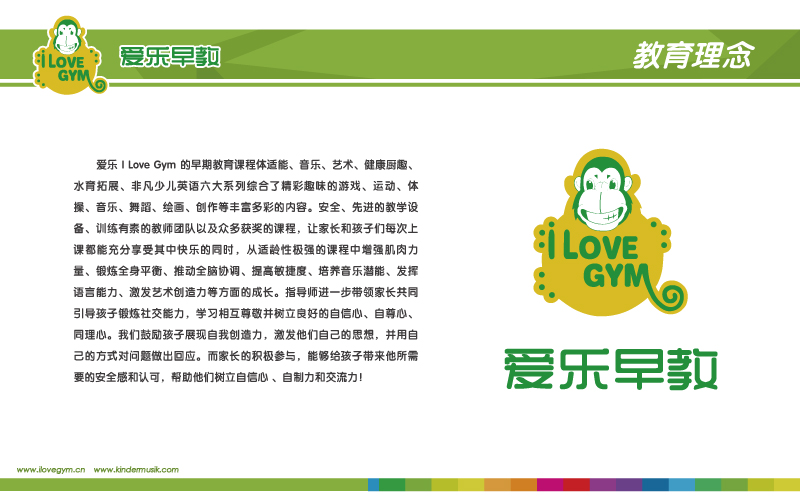 I LOVE
GYM
爱乐早教
教育理念
爱乐 I Love Gym 的早期教育课程体适能、音乐、艺术、健康厨趣、
水育拓展、非凡少儿英语六大系列综合了精彩趣味的游戏、运动、体
操、音乐、舞蹈、绘画、创作等丰富多彩的内容。安全、先进的教学设
备、训练有素的教师团队以及众多获奖的课程，让家长和孩子们每次上
课都能充分享受其中快乐的同时，从适龄性极强的课程中增强肌肉力
量、锻炼全身平衡、推动全脑协调、提高敏捷度、培养音乐潜能、发挥
语言能力、激发艺术创造力等方面的成长。指导师进一步带领家长共同
引导孩子锻炼社交能力，学习相互尊敬并树立良好的自信心、自尊心、
同理心。我们鼓励孩子展现自我创造力，激发他们自己的思想，并用自
己的方式对问题做出回应。而家长的积极参与，能够给孩子带来他所需
要的安全感和认可，帮助他们树立自信心 、自制力和交流力！
I LOVE
GYM
爱乐早教
www.ilovegym.cn www.kindermusik.com